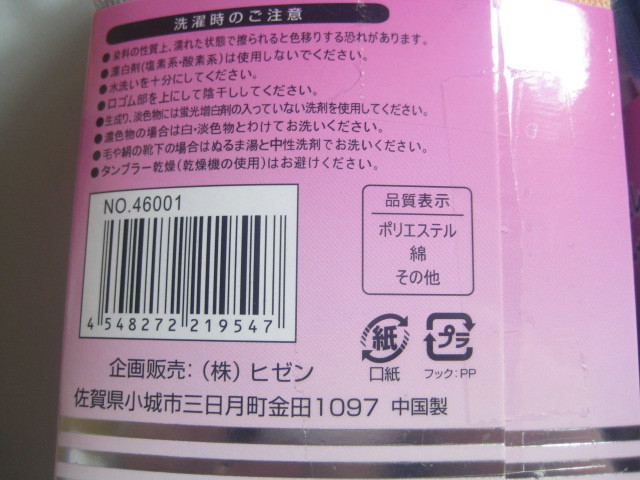 洗濯時のご注意
●染料の性質上、濡れた状態で擦られると色移りする恐れがあります。
●漂白剤(塩素系・酸素系)は使用しないでください。
●水洗いを十分にしてください。
●口ゴム部を上にして陰干ししてください。
●生成り、淡色物には蛍光増白剤の入っていない洗剤を使用してください。
●濃色物の場合は白・淡色物とわけてお洗いください。
●毛や絹の靴下の場合はぬるま湯と中性洗剤でお洗いください。
●タンブラー乾燥(乾燥機の使用)はお避けください。
NO.46001
4 548272 219547
品質表示
ポリエステル
綿
その他
紙
口紙
プラ
フック:PP
企画販売:(株)ヒゼン
佐賀県小城市三日月町金田1097 中国製